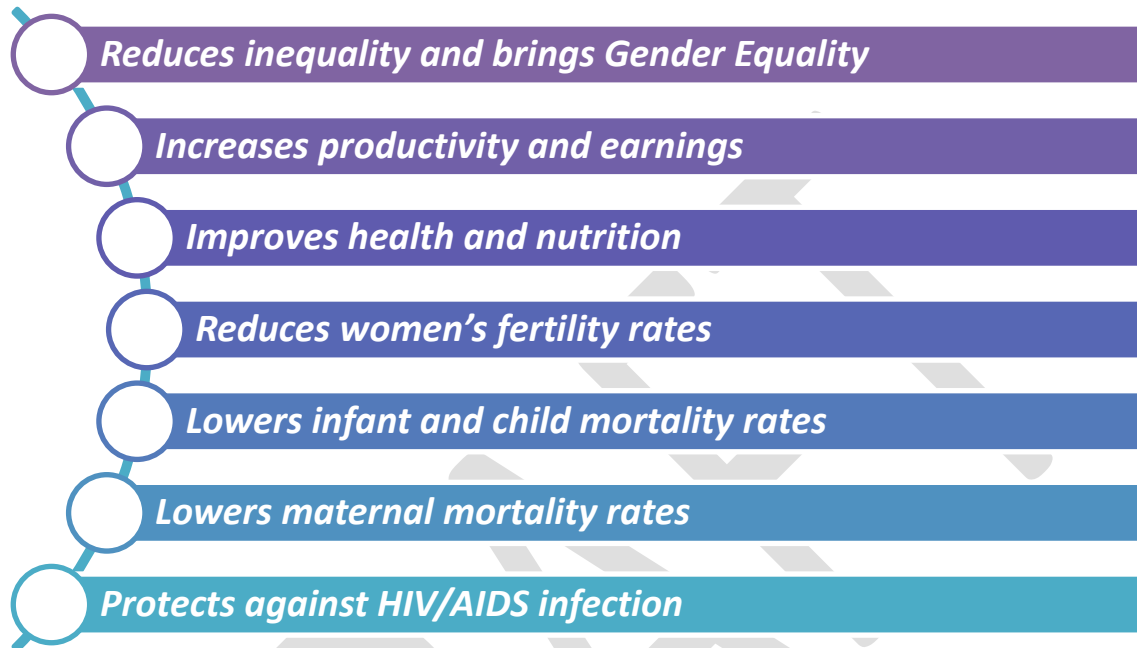 Reduces inequality and brings Gender Equality
Increases productivity and earnings
Improves health and nutrition
Reduces women’s fertility rates
Lowers infant and child mortality rates
Lowers maternal mortality rates
Protects against HIV/AIDS infection